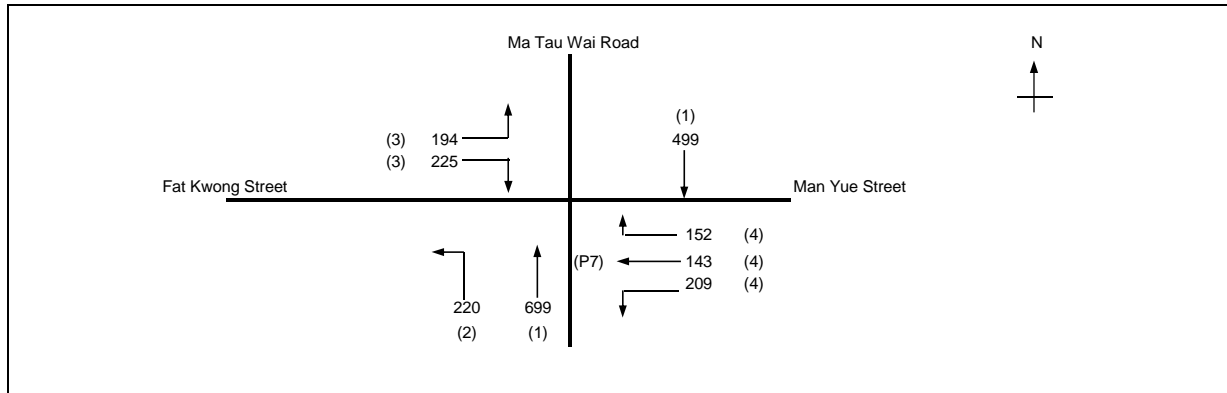 Ma Tau Wai Road
N
(1)
(3) 194
499
(3) 225
Fat Kwong Street
Man Yue Street
152 (4)
(P7)
143 (4)
209 (4)
220 699
(2) (1)